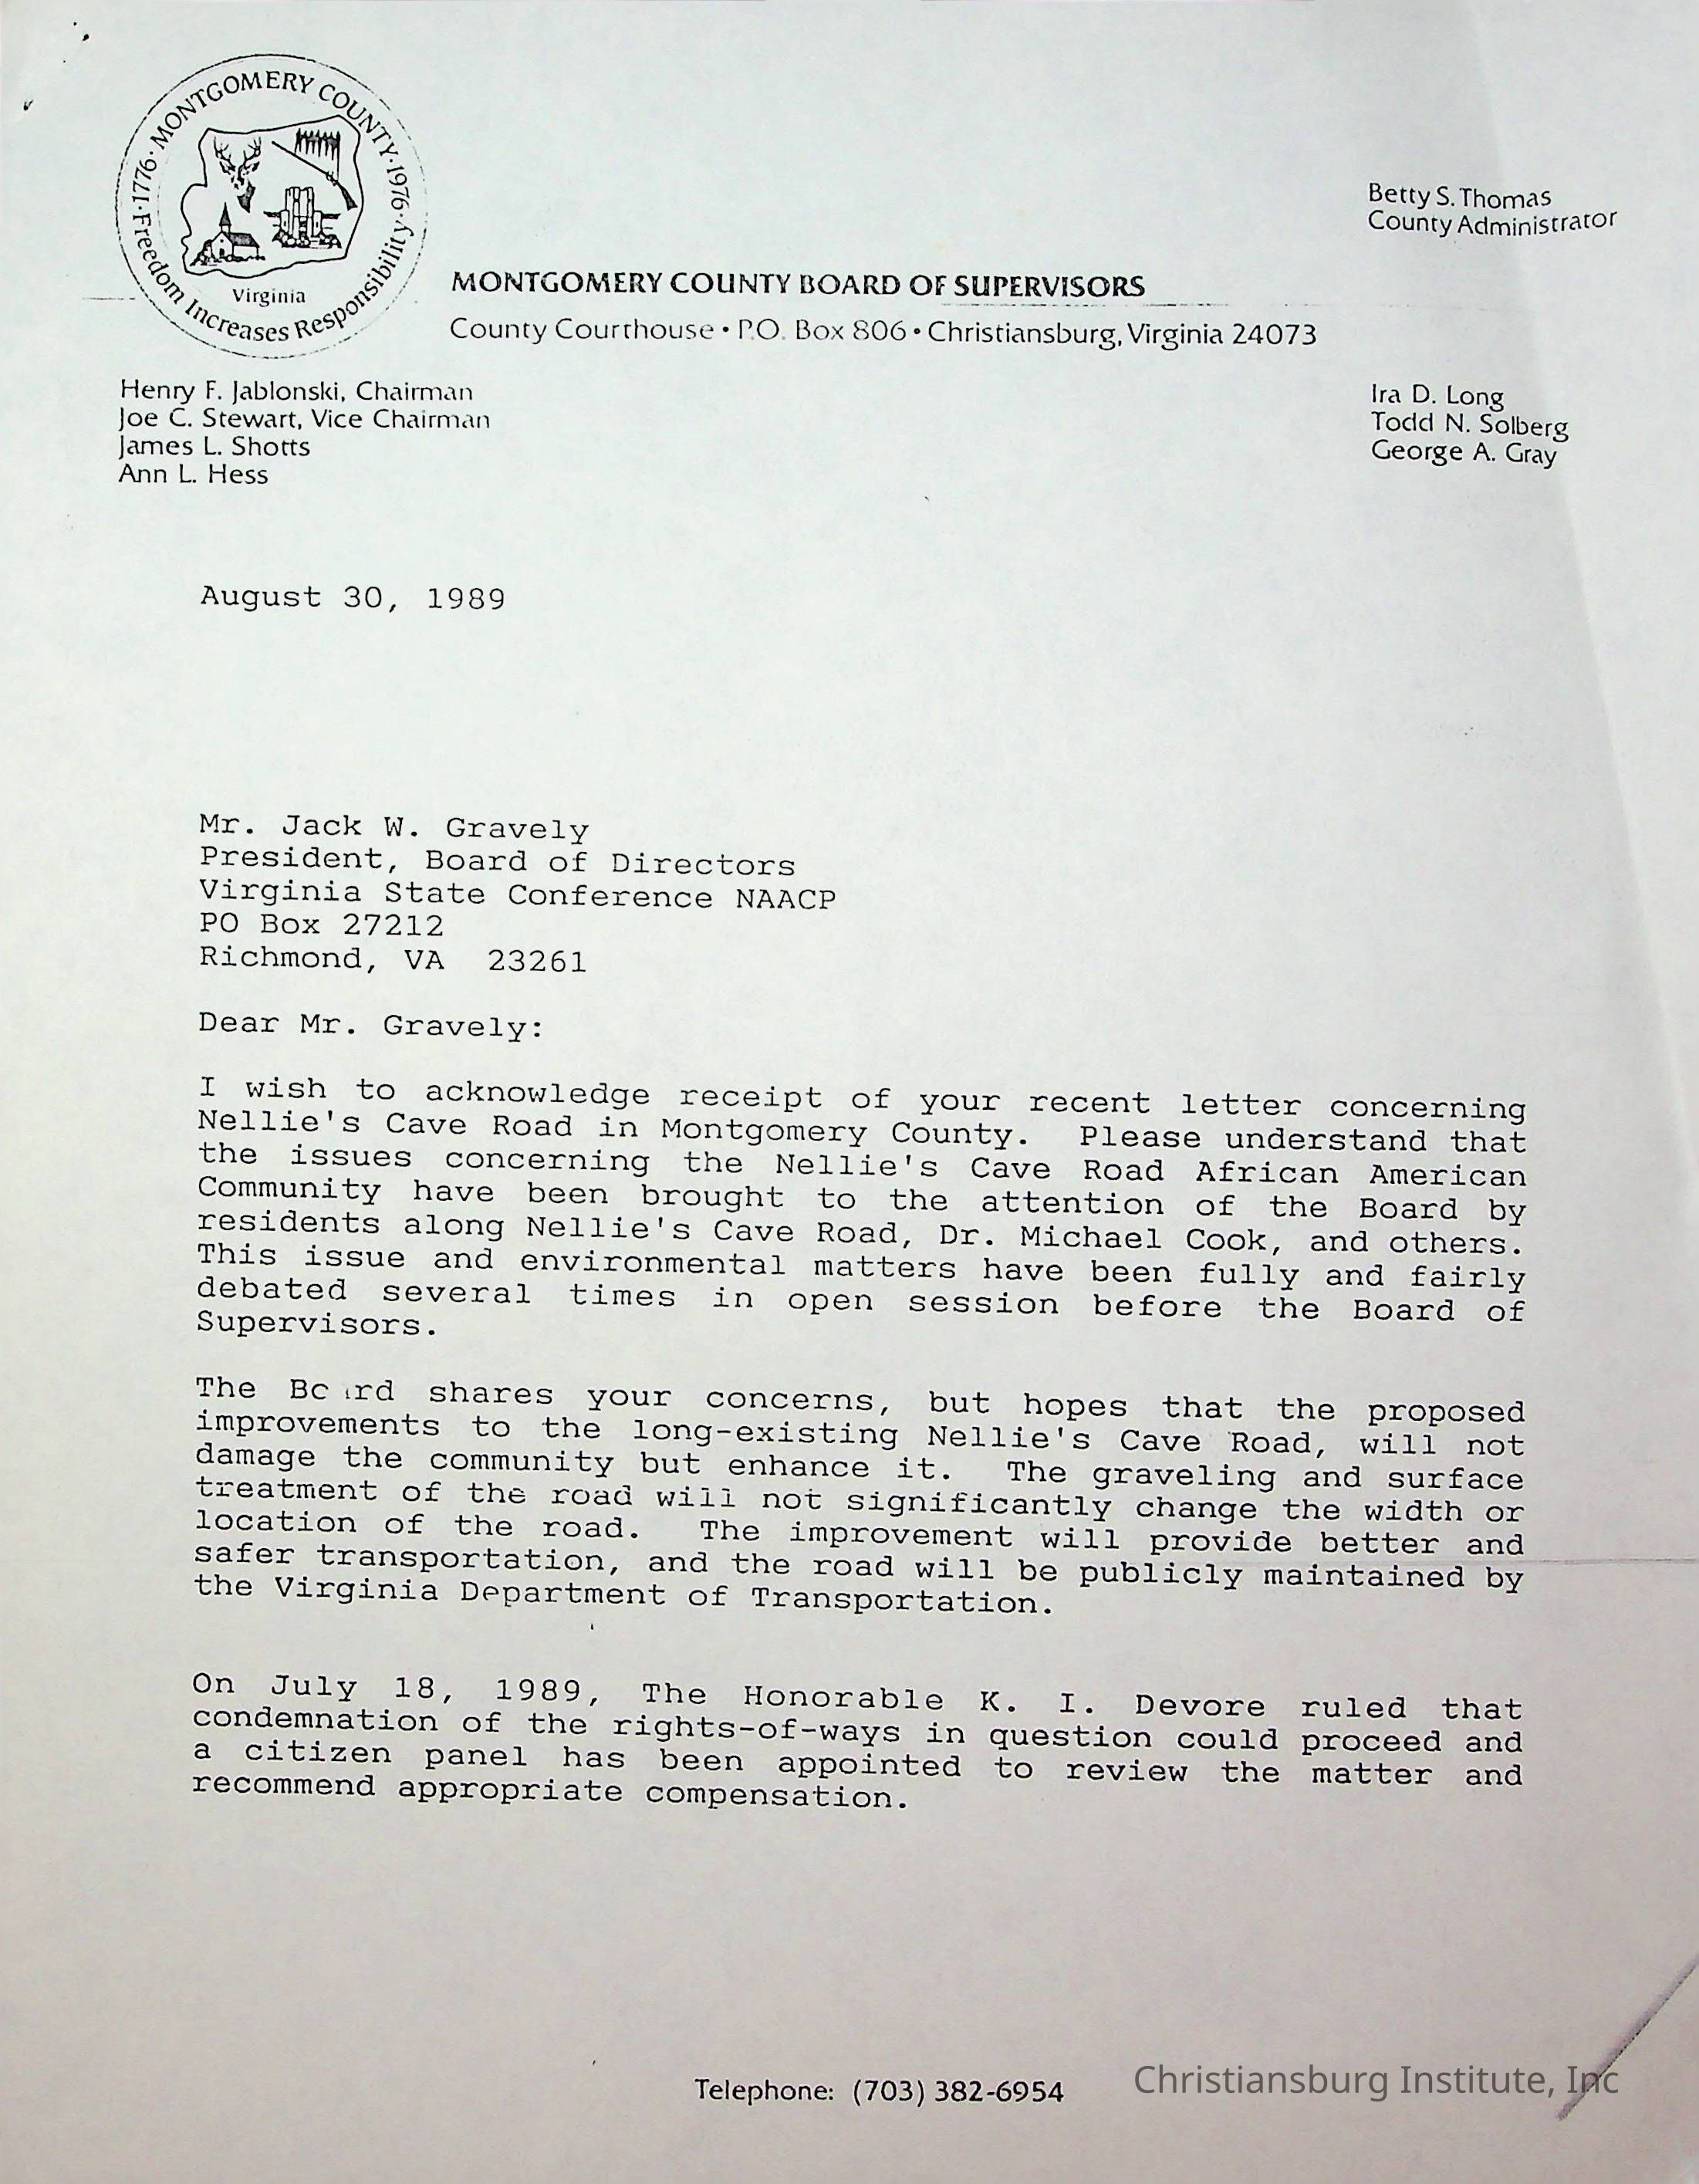 MONTGOMERY COUNTY · 1976 ·
· 1776 · Freedom Increases Responsibility
Virginia
Betty S. Thomas
County Administrator
MONTGOMERY COUNTY BOARD OF SUPERVISORS
County Courthouse • P.O. Box 806 • Christiansburg, Virginia 24073
Henry F. Jablonski, Chairman
Joe C. Stewart, Vice Chairman
James L. Shotts
Ann L. Hess
Ira D. Long
Todd N. Solberg
George A. Gray
August 30, 1989
Mr. Jack W. Gravely
President, Board of Directors
Virginia State Conference NAACP
PO Box 27212
Richmond, VA 23261
Dear Mr. Gravely:
I wish to acknowledge receipt of your recent letter concerning
Nellie's Cave Road in Montgomery County. Please understand that
the issues concerning the Nellie's Cave Road African American
Community have been brought to the attention of the Board by
residents along Nellie's Cave Road, Dr. Michael Cook, and others.
This issue and environmental matters have been fully and fairly
debated several times in open session before the Board of
Supervisors.
The Board shares your concerns, but hopes that the proposed
improvements to the long-existing Nellie's Cave Road, will not
damage the community but enhance it. The graveling and surface
treatment of the road will not significantly change the width or
location of the road. The improvement will provide better and
safer transportation, and the road will be publicly maintained by
the Virginia Department of Transportation.
On July 18, 1989, The Honorable K. I. Devore ruled that
condemnation of the rights-of-ways in question could proceed and
a citizen panel has been appointed to review the matter and
recommend appropriate compensation.
Telephone: (703) 382-6954
Christiansburg Institute, Inc